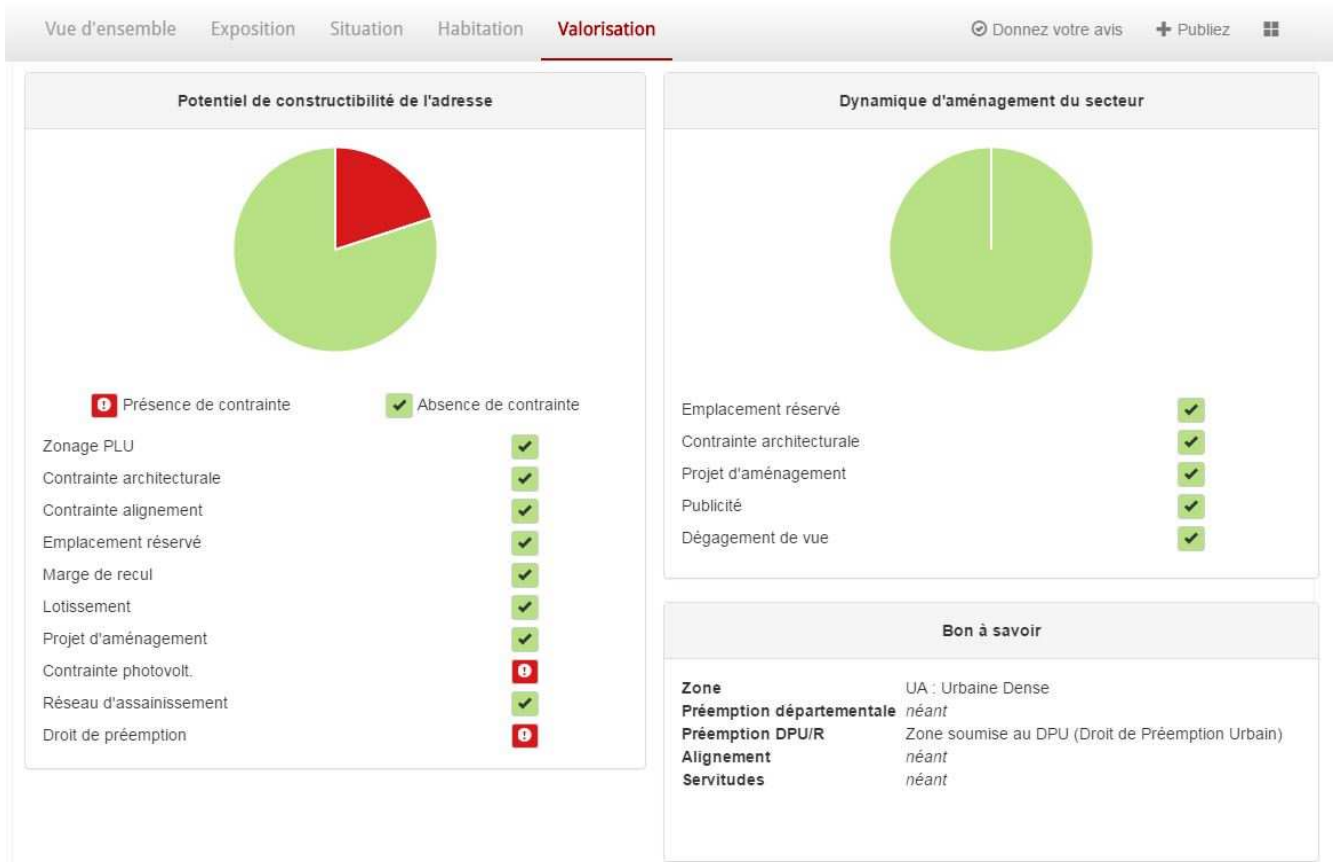 Vue d'ensemble Exposition Situation Habitation Valorisation Donnez votre avis Publiez
Potentiel de constructibilité de l'adresse
Présence de contrainte Absence de contrainte
Zonage PLU
Contrainte architecturale
Contrainte alignement
Emplacement réservé
Marge de recul
Lotissement
Projet d'aménagement
Contrainte photovolt.
Réseau d'assainissement
Droit de préemption
Dynamique d'aménagement du secteur
Emplacement réservé
Contrainte architecturale
Projet d'aménagement
Publicité
Dégagement de vue
Bon à savoir
Zone UA : Urbaine Dense
Préemption départementale néant
Préemption DPU/R Zone soumise au DPU (Droit de Préemption Urbain)
Alignement néant
Servitudes néant